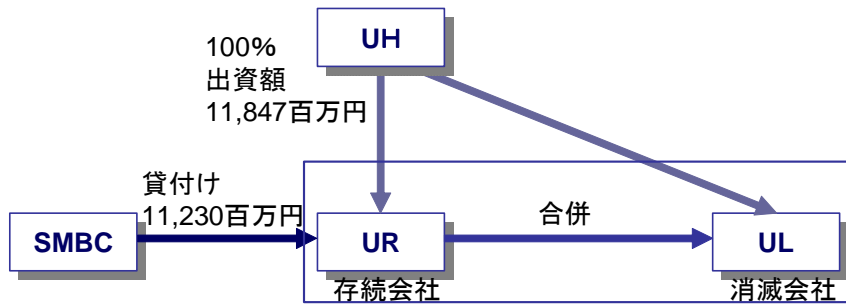 UH
100%
出資額
11,847百万円
貸付け
11,230百万円
SMBC
UR
合併
UL
存続会社
消滅会社